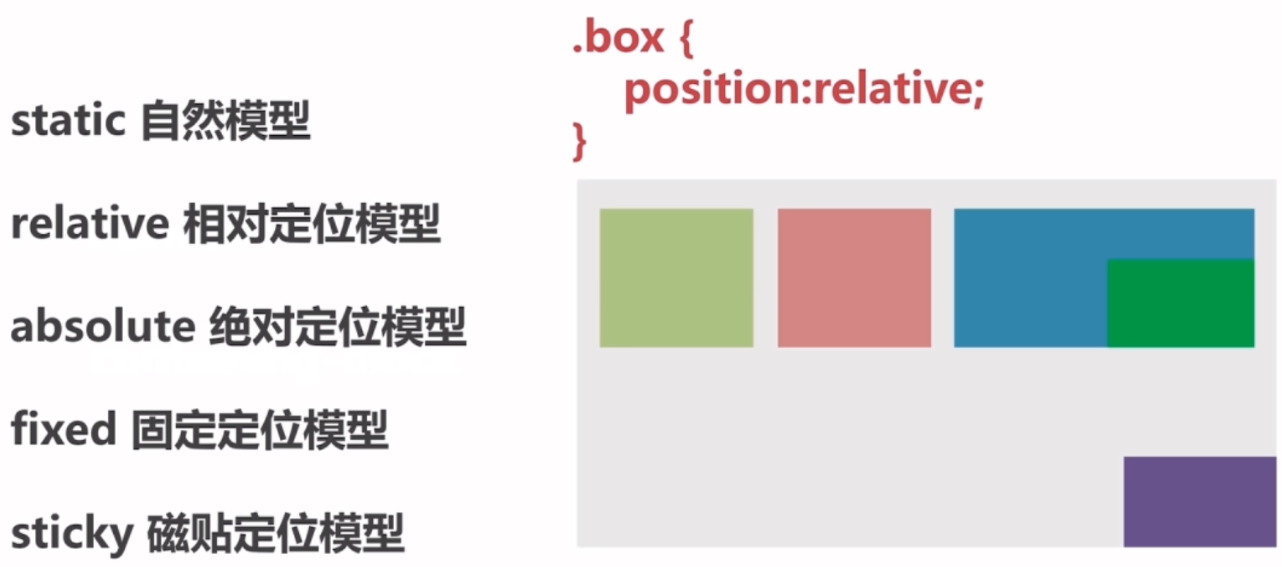 .box {
position:relative;
}
static 自然模型
relative 相对定位模型
absolute 绝对定位模型
fixed 固定定位模型
sticky 磁贴定位模型